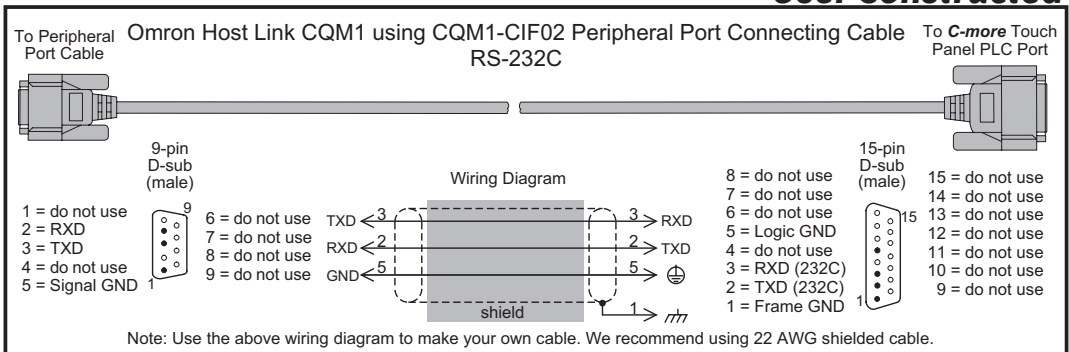 To Peripheral
Port Cable
Omron Host Link CQM1 using CQM1-CIF02 Peripheral Port Connecting Cable
RS-232C
To C-more Touch
Panel PLC Port
9-pin
D-sub
(male)
1 = do not use
2 = RXD
3 = TXD
4 = do not use
5 = Signal GND
9
1
6 = do not use
7 = do not use
8 = do not use
9 = do not use
Wiring Diagram
TXD 3 3 RXD
RXD 2 2 TXD
GND 5 5
shield
1
8 = do not use
7 = do not use
6 = do not use
5 = Logic GND
4 = do not use
3 = RXD (232C)
2 = TXD (232C)
1 = Frame GND
15-pin
D-sub
(male)
15
1
15 = do not use
14 = do not use
13 = do not use
12 = do not use
11 = do not use
10 = do not use
9 = do not use
Note: Use the above wiring diagram to make your own cable. We recommend using 22 AWG shielded cable.